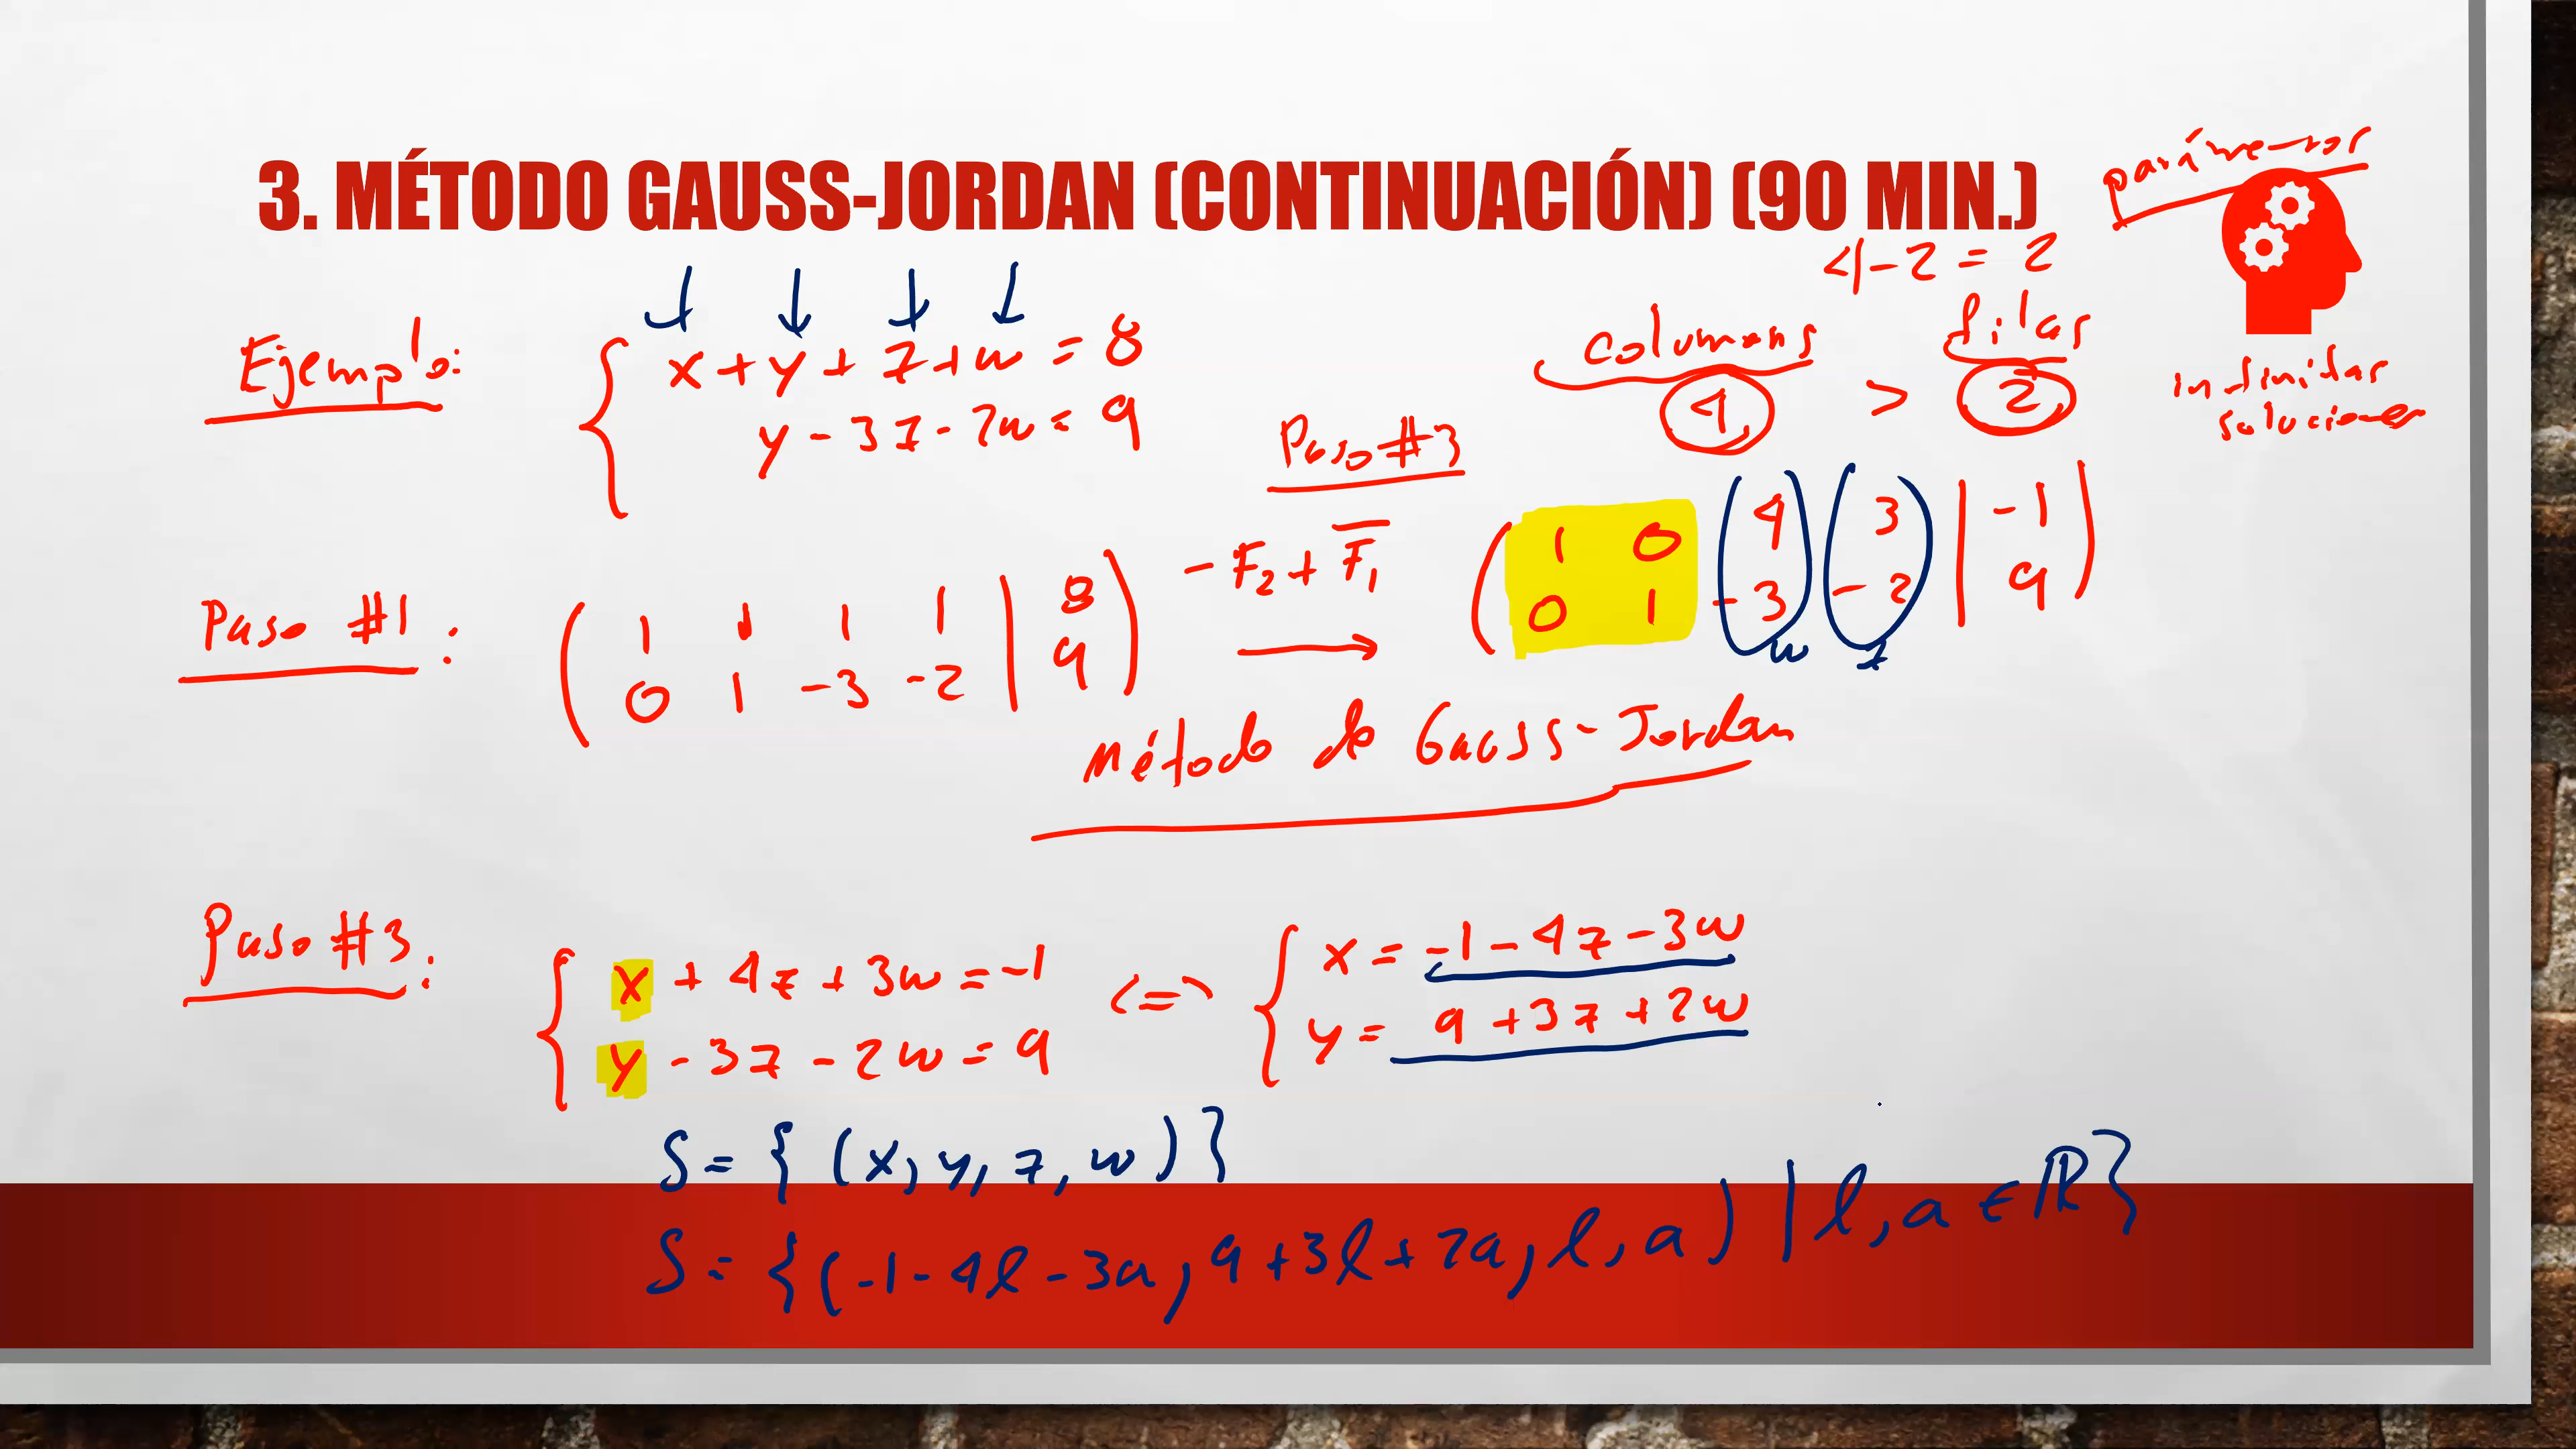 3. MÉTODO GAUSS-JORDAN (CONTINUACIÓN) (90 MIN.)
parámetros
4 - 2 = 2
columnas filas
4 > 2
infinitas
soluciones
Ejemplo:
x + y + z + w = 8
y - 3z - 2w = 9
Paso #3
Paso #1:
( 1 1 1 1 | 8 )
( 0 1 -3 -2 | 9 )
- F₂ + F₁
→
( 1 0 4 3 | -1 )
( 0 1 -3 -2 | 9 )
w z
Método de Gauss-Jordan
Paso #3:
{ x + 4z + 3w = -1 <=> { x = -1 - 4z - 3w
y - 3z - 2w = 9 y = 9 + 3z + 2w
S = { (x, y, z, w) }
S = { (-1 - 4l - 3a, 9 + 3l + 2a, l, a) | l, a ∈ ℝ }